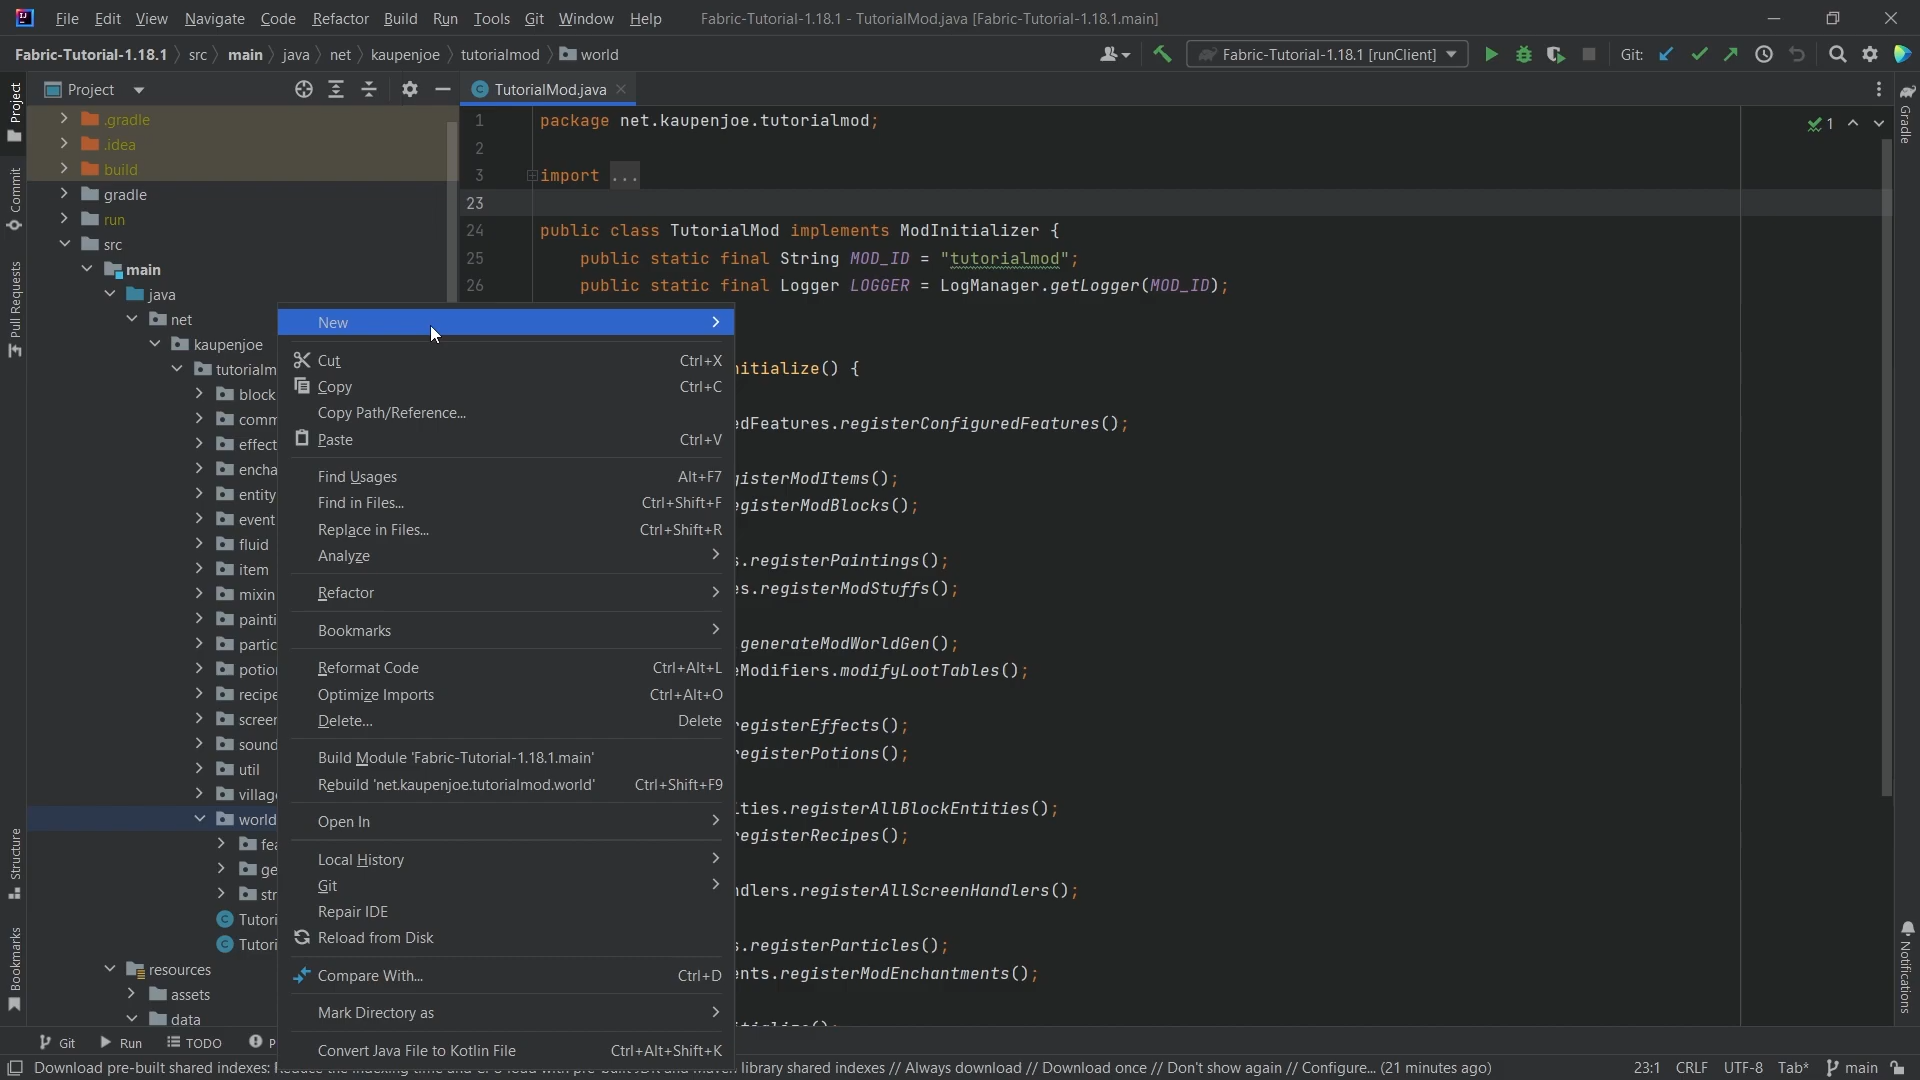 File Edit View Navigate Code Refactor Build Run Tools Git Window Help Fabric-Tutorial-1.18.1 - TutorialMod.java [Fabric-Tutorial-1.18.1.main]
Fabric-Tutorial-1.18.1 src main java net kaupenjoe tutorialmod world Fabric-Tutorial-1.18.1 [runClient] Git:
Project
TutorialMod.java
Project
Commit
Pull Requests
Structure
Bookmarks
.gradle
.idea
build
gradle
run
src
main
java
net
kaupenjoe
tutorialm
block
comm
effect
encha
entity
event
fluid
item
mixin
painti
partic
potio
recipe
screer
sound
util
villag
world
fea
ge
str
Tutori
Tutori
resources
assets
data
1 package net.kaupenjoe.tutorialmod;
2
3 import ...
23
24 public class TutorialMod implements ModInitializer {
25 public static final String MOD_ID = "tutorialmod";
26 public static final Logger LOGGER = LogManager.getLogger(MOD_ID);
nitialize() {
edFeatures.registerConfiguredFeatures();
gisterModItems();
egisterModBlocks();
s.registerPaintings();
es.registerModStuffs();
generateModWorldGen();
eModifiers.modifyLootTables();
registerEffects();
registerPotions();
ities.registerAllBlockEntities();
registerRecipes();
dlers.registerAllScreenHandlers();
s.registerParticles();
ents.registerModEnchantments();
1
New
Cut Ctrl+X
Copy Ctrl+C
Copy Path/Reference...
Paste Ctrl+V
Find Usages Alt+F7
Find in Files... Ctrl+Shift+F
Replace in Files... Ctrl+Shift+R
Analyze
Refactor
Bookmarks
Reformat Code Ctrl+Alt+L
Optimize Imports Ctrl+Alt+O
Delete... Delete
Build Module 'Fabric-Tutorial-1.18.1.main'
Rebuild 'net.kaupenjoe.tutorialmod.world' Ctrl+Shift+F9
Open In
Local History
Git
Repair IDE
Reload from Disk
Compare With... Ctrl+D
Mark Directory as
Convert Java File to Kotlin File Ctrl+Alt+Shift+K
Gradle
Notifications
Git Run TODO P
Download pre-built shared indexes: library shared indexes // Always download // Download once // Don't show again // Configure... (21 minutes ago) 23:1 CRLF UTF-8 Tab* main